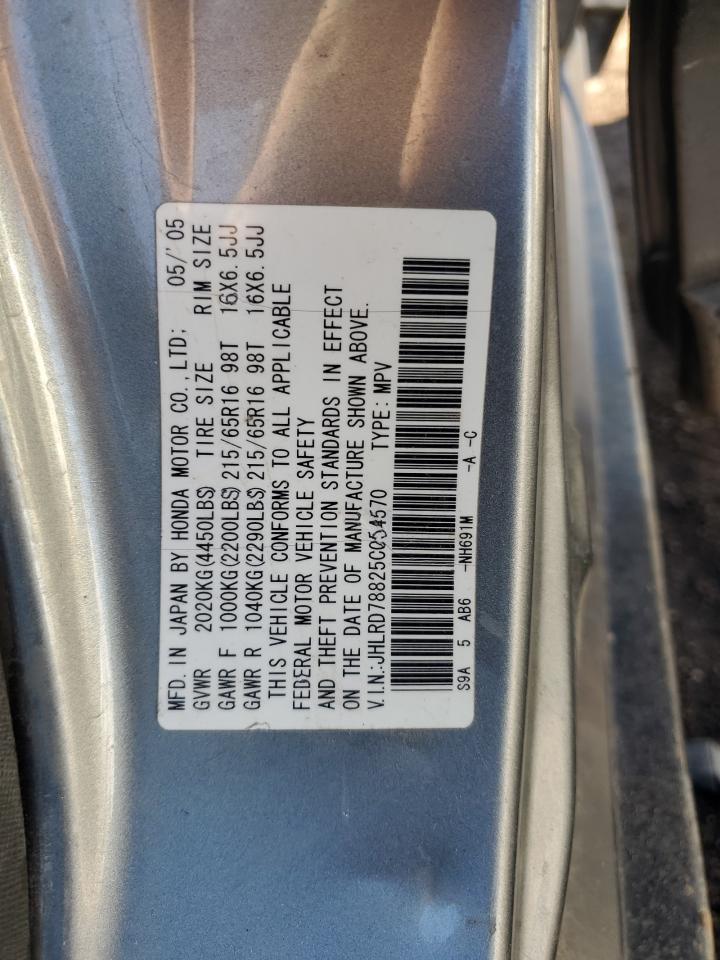 MFD. IN JAPAN BY HONDA MOTOR CO., LTD; 05/'05
GVWR 2020KG(4450LBS) TIRE SIZE RIM SIZE
GAWR F 1000KG(2200LBS) 215/65R16 98T 16X6.5JJ
GAWR R 1040KG(2290LBS) 215/65R16 98T 16X6.5JJ
THIS VEHICLE CONFORMS TO ALL APPLICABLE
FEDERAL MOTOR VEHICLE SAFETY
AND THEFT PREVENTION STANDARDS IN EFFECT
ON THE DATE OF MANUFACTURE SHOWN ABOVE.
V.I.N.:JHLRD78825C054570 TYPE: MPV
S9A 5 AB6 -NH691M -A -C